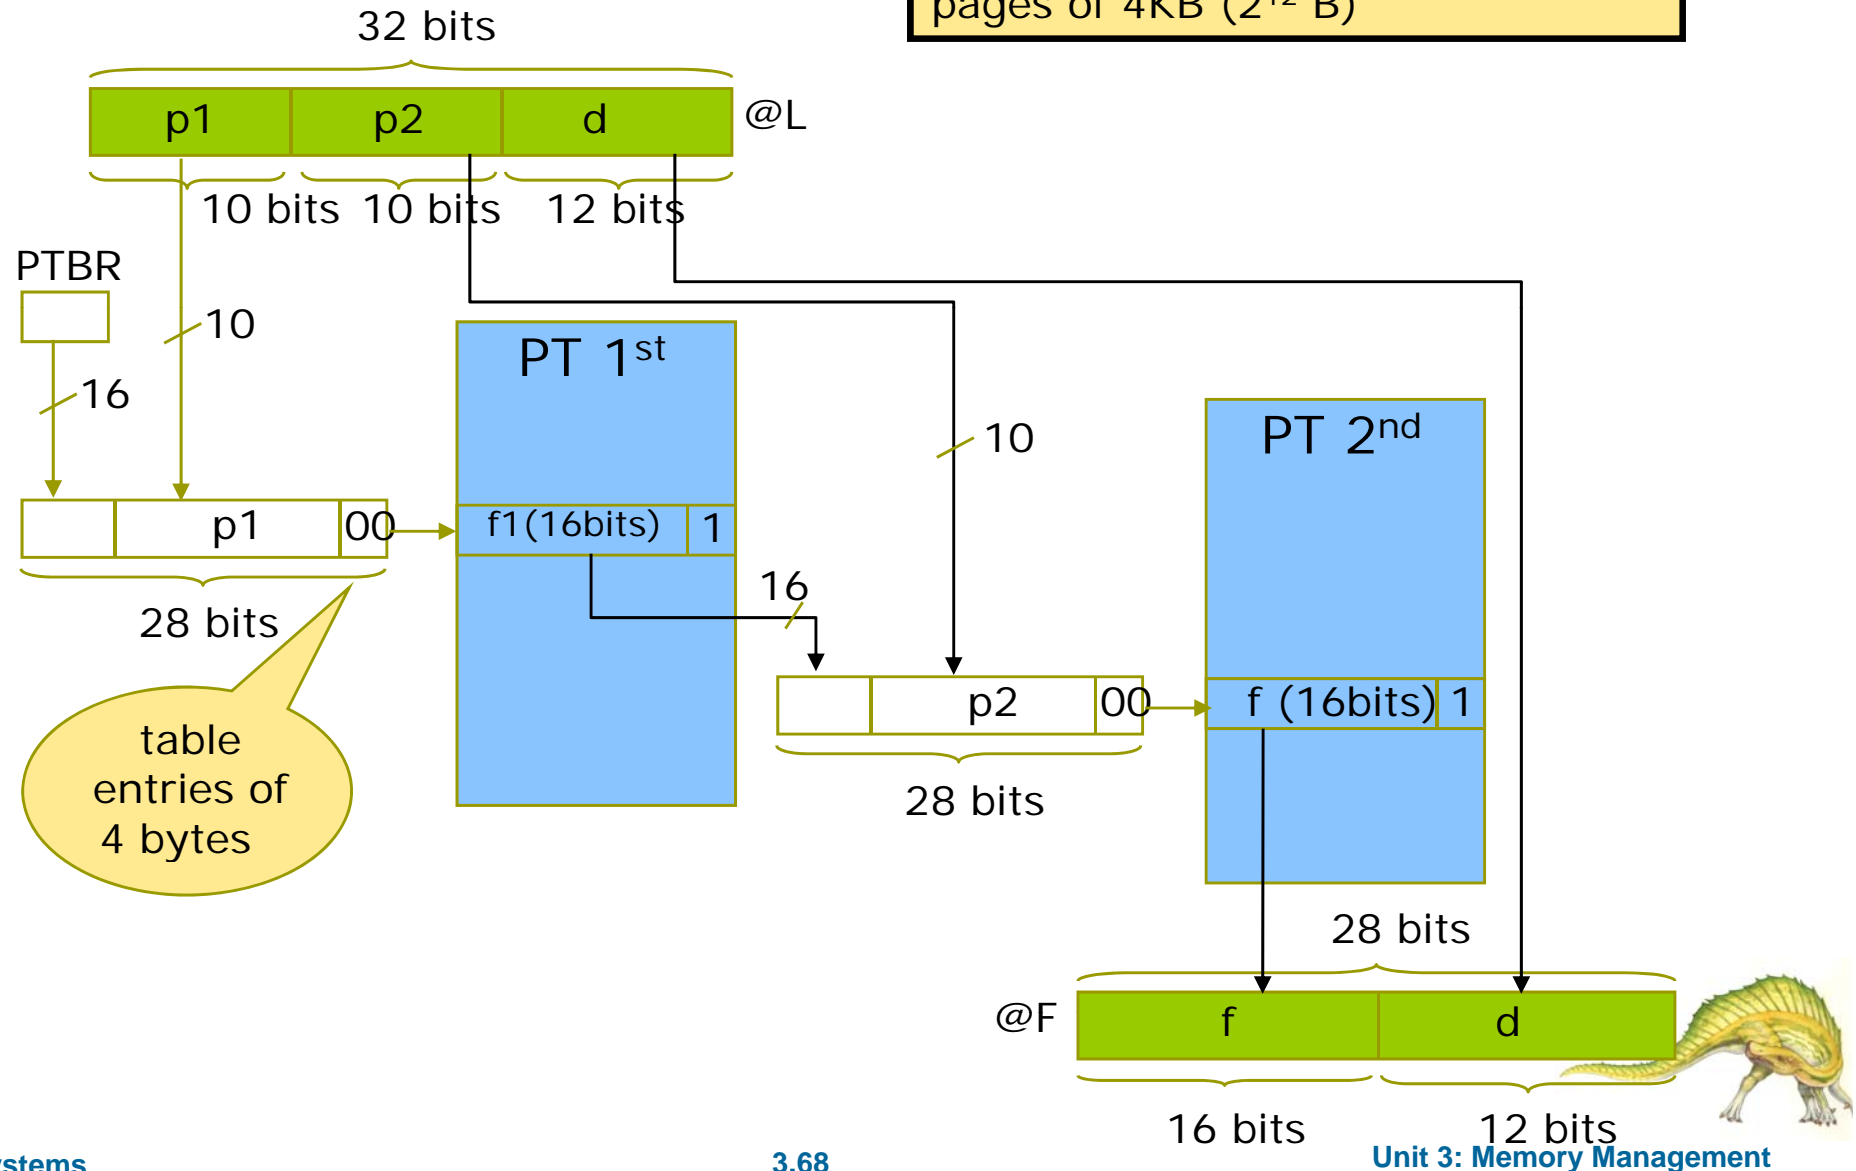 pages of 4KB (2¹² B)
32 bits
p1 p2 d @L
10 bits 10 bits 12 bits
PTBR
10
16
PT 1st
10
PT 2nd
p1 00
f1(16bits) 1
28 bits
16
p2 00
f (16bits) 1
28 bits
table
entries of
4 bytes
28 bits
@F f d
16 bits 12 bits
3.68
Unit 3: Memory Management